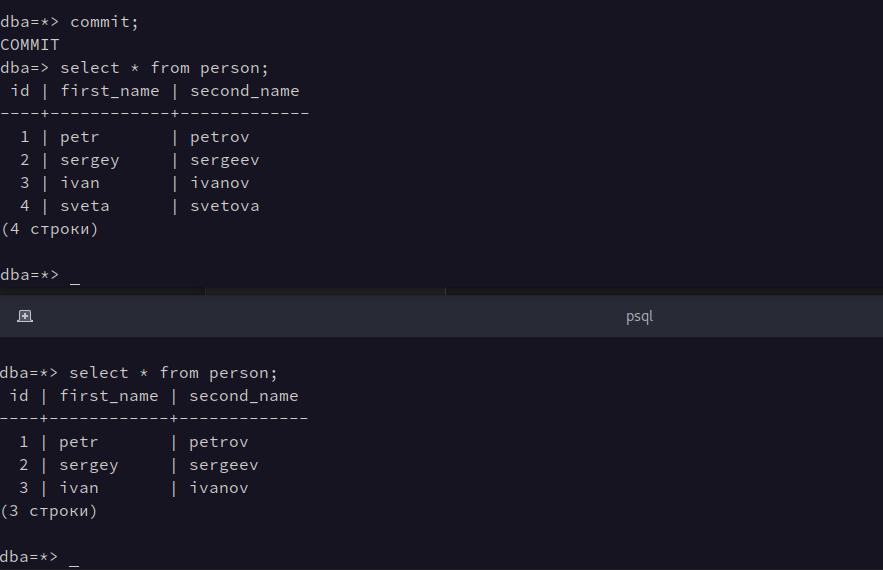 dba=*> commit;
COMMIT
dba=> select * from person;
 id | first_name | second_name
----+------------+-------------
  1 | petr       | petrov
  2 | sergey     | sergeev
  3 | ivan       | ivanov
  4 | sveta      | svetova
(4 строки)
dba=*> _
psql
dba=*> select * from person;
 id | first_name | second_name
----+------------+-------------
  1 | petr       | petrov
  2 | sergey     | sergeev
  3 | ivan       | ivanov
(3 строки)
dba=*> _